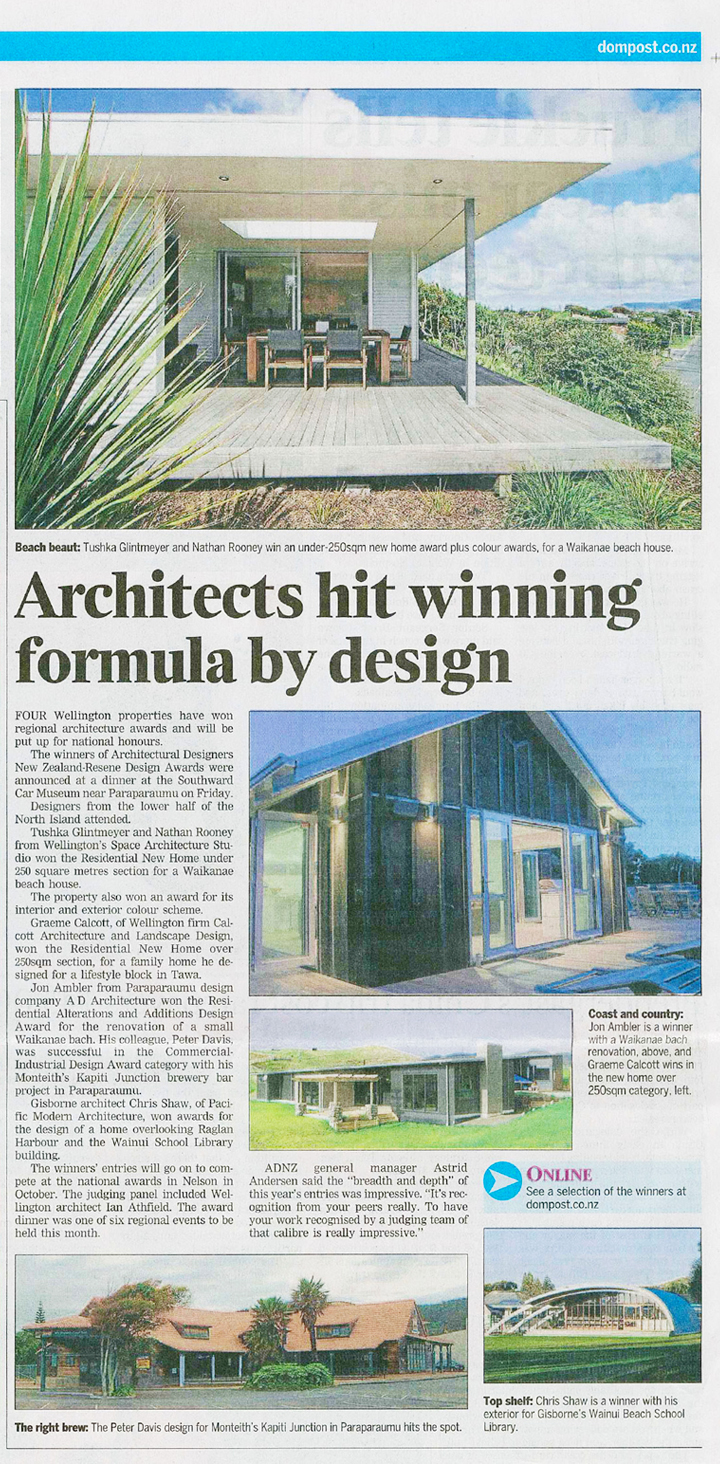 dompost.co.nz
Beach beaut: Tushka Glintmeyer and Nathan Rooney win an under-250sqm new home award plus colour awards, for a Waikanae beach house.
Architects hit winning
formula by design
FOUR Wellington properties have won
regional architecture awards and will be
put up for national honours.
The winners of Architectural Designers
New Zealand-Resene Design Awards were
announced at a dinner at the Southward
Car Museum near Paraparaumu on Friday.
Designers from the lower half of the
North Island attended.
Tushka Glintmeyer and Nathan Rooney
from Wellington's Space Architecture Stu-
dio won the Residential New Home under
250 square metres section for a Waikanae
beach house.
The property also won an award for its
interior and exterior colour scheme.
Graeme Calcott, of Wellington firm Cal-
cott Architecture and Landscape Design,
won the Residential New Home over
250sqm section, for a family home he de-
signed for a lifestyle block in Tawa.
Jon Ambler from Paraparaumu design
company A D Architecture won the Resi-
dential Alterations and Additions Design
Award for the renovation of a small
Waikanae bach. His colleague, Peter Davis,
was successful in the Commercial-
Industrial Design Award category with his
Monteith's Kapiti Junction brewery bar
project in Paraparaumu.
Gisborne architect Chris Shaw, of Paci-
fic Modern Architecture, won awards for
the design of a home overlooking Raglan
Harbour and the Wainui School Library
building.
The winners' entries will go on to com-
pete at the national awards in Nelson in
October. The judging panel included Wel-
lington architect Ian Athfield. The award
dinner was one of six regional events to be
held this month.
ADNZ general manager Astrid
Andersen said the "breadth and depth" of
this year's entries was impressive. "It's rec-
ognition from your peers really. To have
your work recognised by a judging team of
that calibre is really impressive."
Coast and country:
Jon Ambler is a winner
with a Waikanae bach
renovation, above, and
Graeme Calcott wins in
the new home over
250sqm category, left.
ONLINE
See a selection of the winners at
dompost.co.nz
The right brew: The Peter Davis design for Monteith's Kapiti Junction in Paraparaumu hits the spot.
Top shelf: Chris Shaw is a winner with his
exterior for Gisborne's Wainui Beach School
Library.